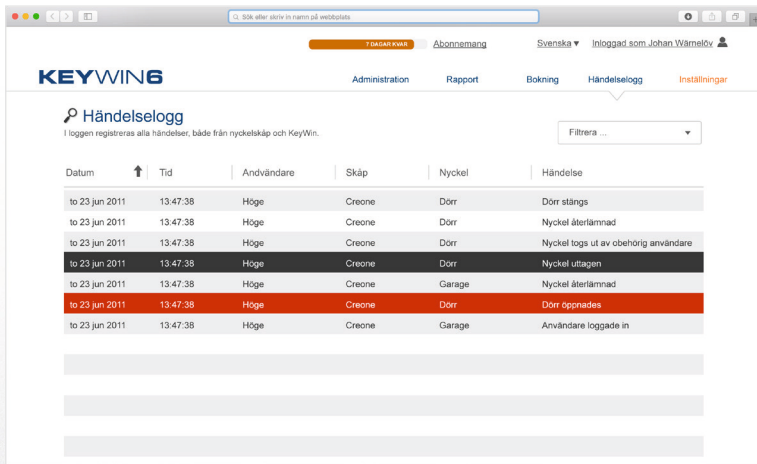 Sök eller skriv in namn på webbplats
7 DAGAR KVAR Abonnemang Svenska Inloggad som Johan Wärnelöv
KEYWIN6
Administration Rapport Bokning Händelselogg Inställningar
Händelselogg
I loggen registreras alla händelser, både från nyckelskåp och KeyWin.
Filtrera ...
Datum Tid Andvändare Skåp Nyckel Händelse
to 23 jun 2011 13:47:38 Höge Creone Dörr Dörr stängs
to 23 jun 2011 13:47:38 Höge Creone Dörr Nyckel återlämnad
to 23 jun 2011 13:47:38 Höge Creone Dörr Nyckel togs ut av obehörig användare
to 23 jun 2011 13:47:38 Höge Creone Dörr Nyckel uttagen
to 23 jun 2011 13:47:38 Höge Creone Garage Nyckel återlämnad
to 23 jun 2011 13:47:38 Höge Creone Dörr Dörr öppnades
to 23 jun 2011 13:47:38 Höge Creone Garage Användare loggade in